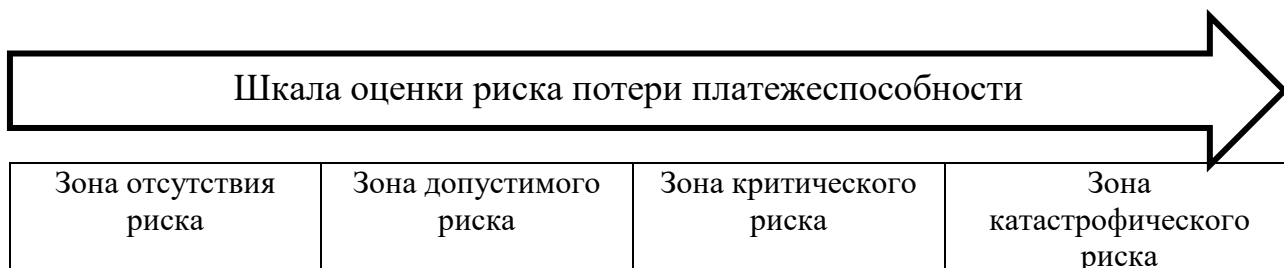 Шкала оценки риска потери платежеспособности
Зона отсутствия
риска
Зона допустимого
риска
Зона критического
риска
Зона
катастрофического
риска